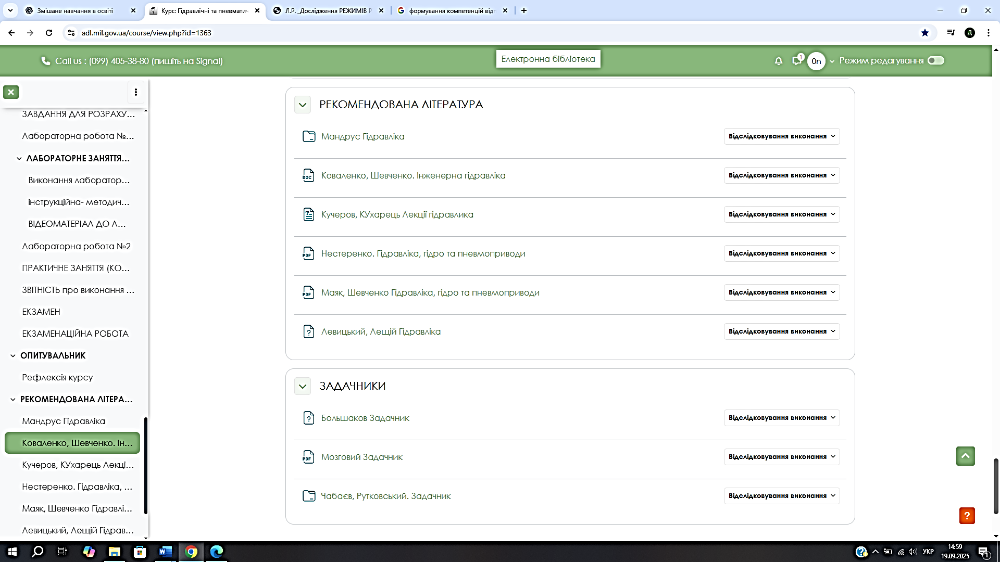 Змішане навчання в освіті
Курс: Гідравлічні та пневматич
Л.Р. _Дослідження РЕЖИМІВ Р
формування компетенцій відп
adl.mil.gov.ua/course/view.php?id=1363
Call us : (099) 405-38-80 (пишіть на Signal)
Електронна бібліотека
1
0п
Режим редагування
ЗАВДАННЯ ДЛЯ РОЗРАХУ...
Лабораторна робота №...
ЛАБОРАТОРНЕ ЗАНЯТТЯ...
Виконання лаборатор...
інструкційна- методич...
ВІДЕОМАТЕРІАЛ ДО Л...
Лабораторна робота №2
ПРАКТИЧНЕ ЗАНЯТТЯ (КО...
ЗВІТНІСТЬ про виконання ...
ЕКЗАМЕН
ЕКЗАМЕНАЦІЙНА РОБОТА
ОПИТУВАЛЬНИК
Рефлексія курсу
РЕКОМЕНДОВАНА ЛІТЕРА...
Мандрус Гідравліка
Коваленко, Шевченко. Ін...
Кучеров, КУхарець Лекці...
Нестеренко. Гідравліка, ...
Маяк, Шевченко Гідравлі...
Левицький, Лещій Гідрав...
РЕКОМЕНДОВАНА ЛІТЕРАТУРА
Мандрус Гідравліка
Відслідковування виконання
DOC
Коваленко, Шевченко. Інженерна гідравліка
Відслідковування виконання
Кучеров, КУхарець Лекції гідравлика
Відслідковування виконання
PDF
Нестеренко. Гідравліка, гідро та пневмоприводи
Відслідковування виконання
PDF
Маяк, Шевченко Гідравліка, гідро та пневмоприводи
Відслідковування виконання
?
Левицький, Лещій Гідравліка
Відслідковування виконання
ЗАДАЧНИКИ
?
Большаков Задачник
Відслідковування виконання
PDF
Мозговий Задачник
Відслідковування виконання
Чабаєв, Рутковський. Задачник
Відслідковування виконання
?
УКР
14:59
19.09.2025
1